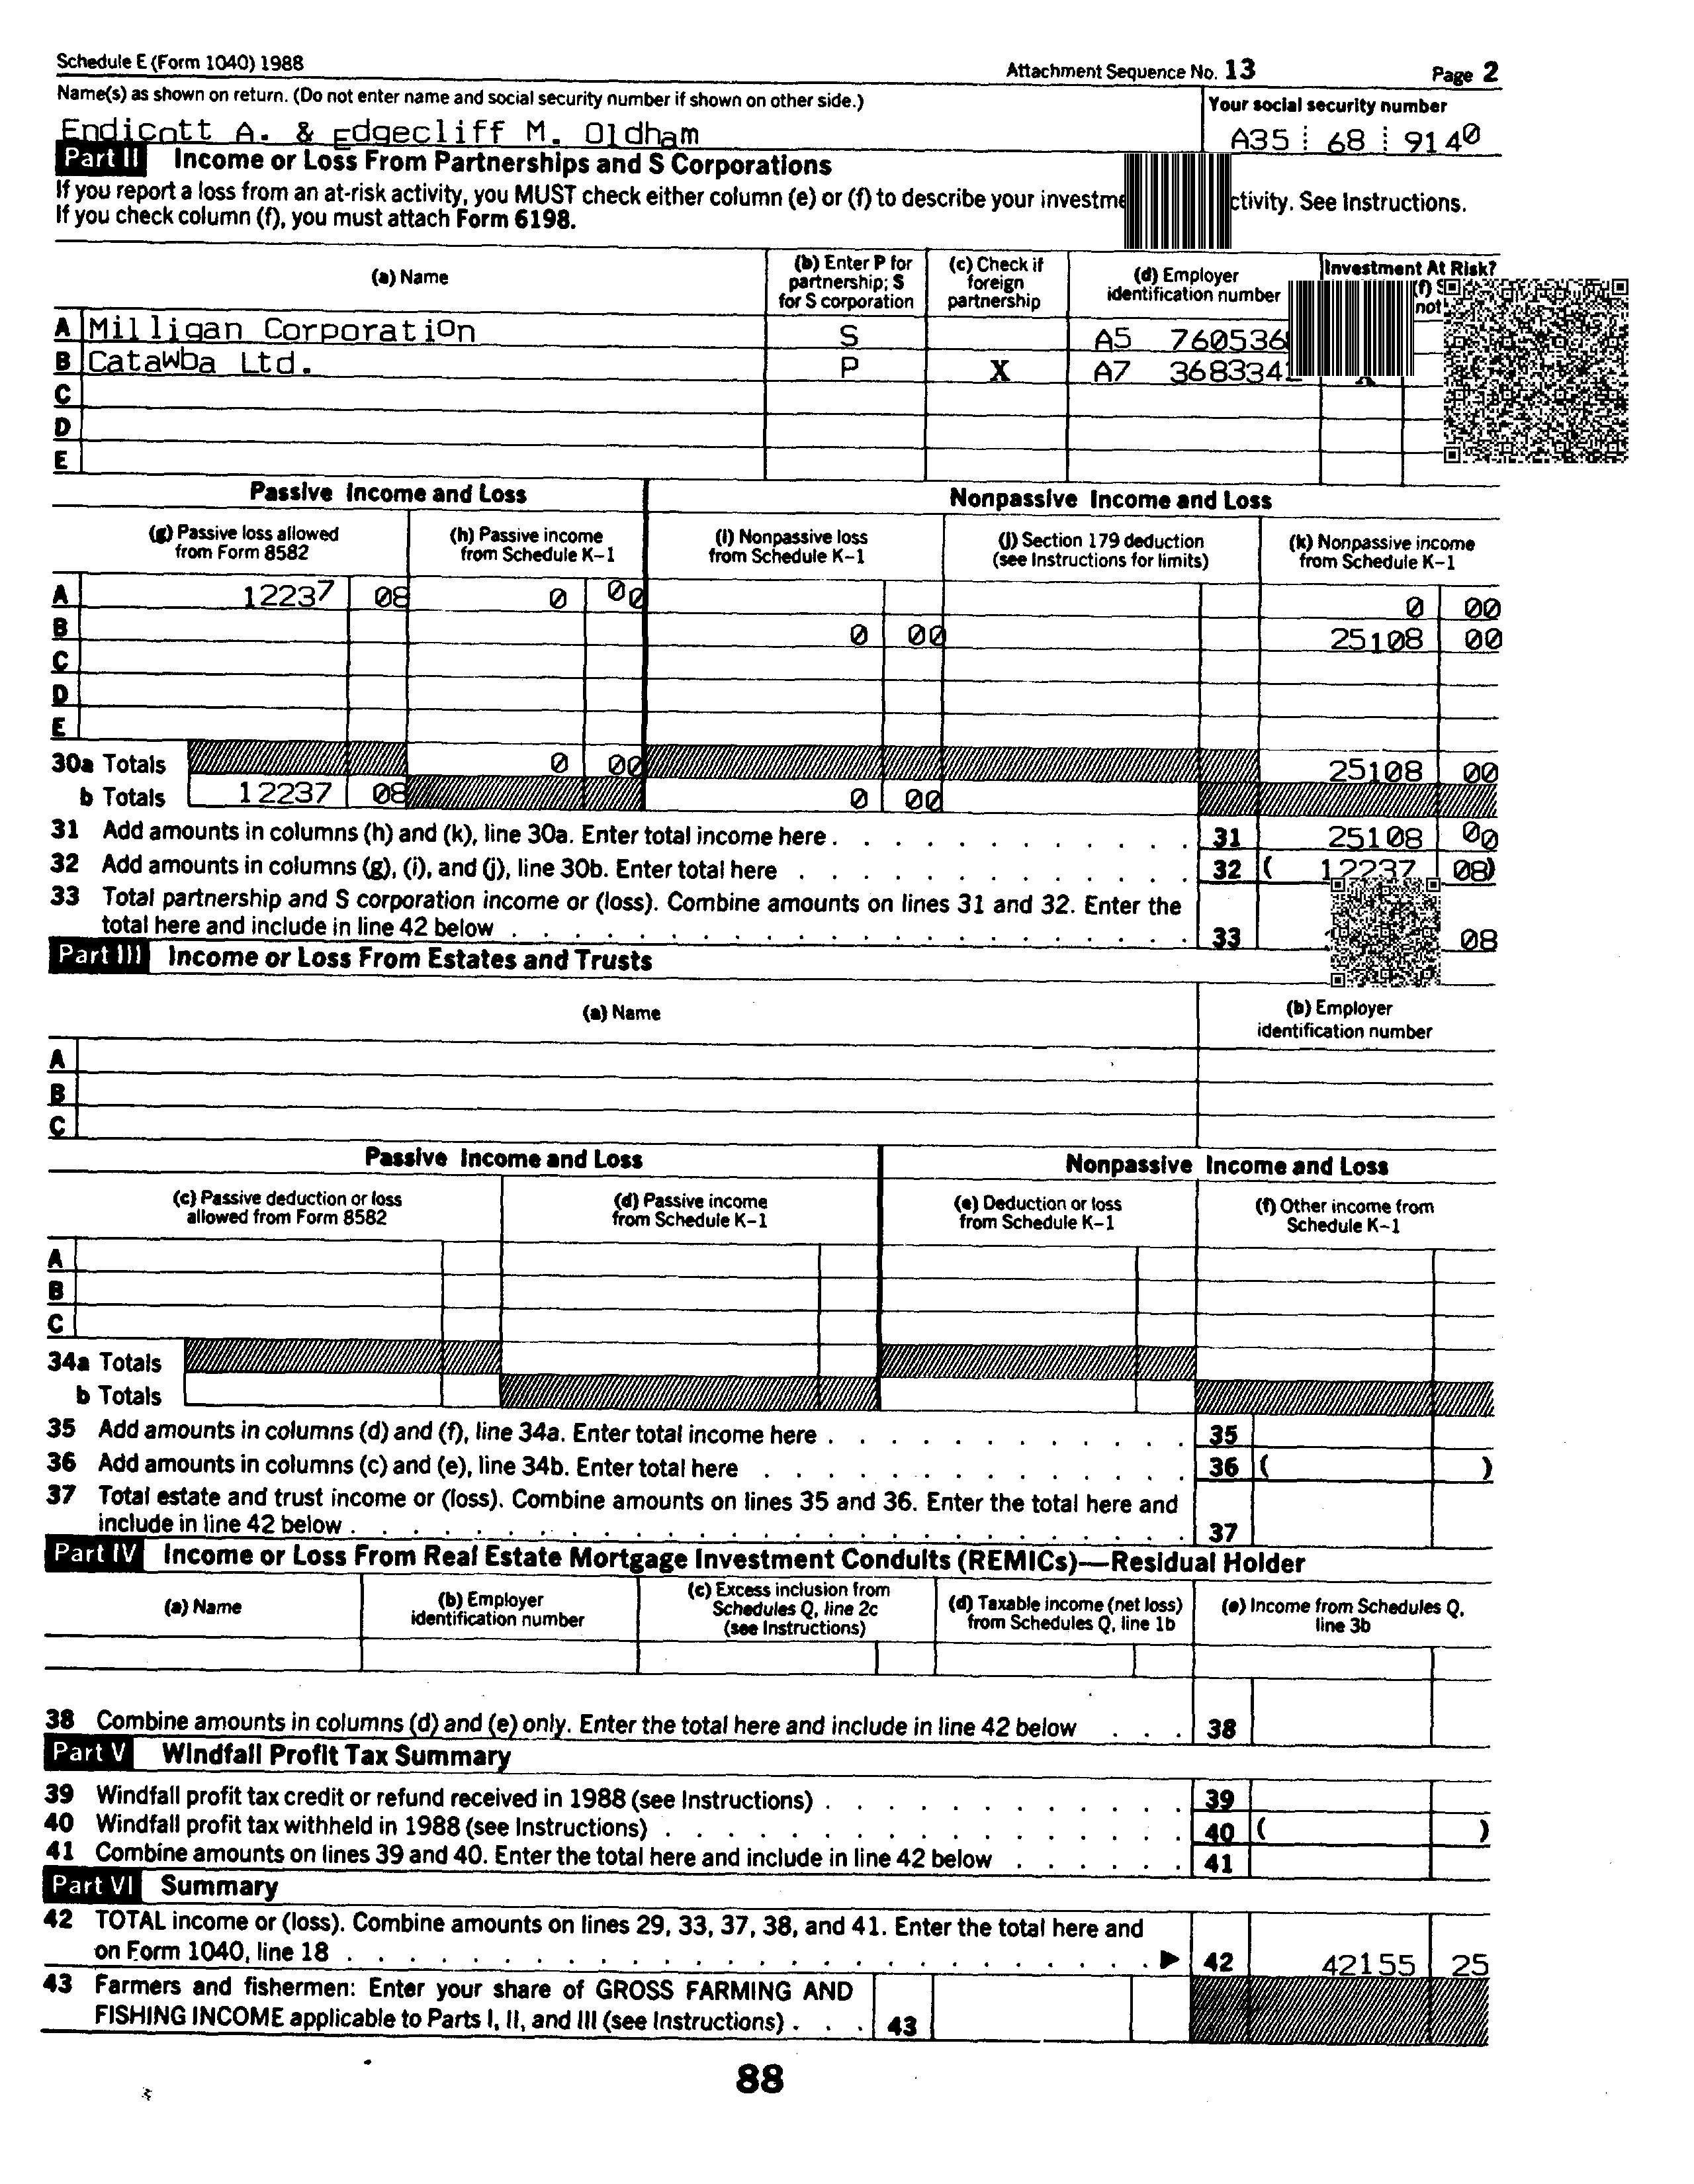 Schedule E (Form 1040) 1988 Attachment Sequence No. 13 Page 2
Name(s) as shown on return. (Do not enter name and social security number if shown on other side.) Your social security number
Endicott A. & Edgecliff M. Oldham A35 68 9140
Part II Income or Loss From Partnerships and S Corporations
If you report a loss from an at-risk activity, you MUST check either column (e) or (f) to describe your See Instructions.
If you check column (f), you must attach Form 6198.
(a) Name (b) Enter P for partnership; S for S corporation (c) Check if foreign partnership (d) Employer identification number Investment At Risk?
(f) not
A Milligan Corporation S A5
B Catawba Ltd. P X A7
C
D
E
Passive Income and Loss Nonpassive Income and Loss
(g) Passive loss allowed from Form 8582 (h) Passive income from Schedule K-1 (i) Nonpassive loss from Schedule K-1 (j) Section 179 deduction (see Instructions for limits) (k) Nonpassive income from Schedule K-1
A 12237 08 0 00 0 00
B 0 00 25108 00
C
D
E
30a Totals 0 00 25108 00
b Totals 12237 08 0 00
31 Add amounts in columns (h) and (k), line 30a. Enter total income here 31 25108 00
32 Add amounts in columns (g), (i), and (j), line 30b. Enter total here 32 ( 12237 08)
33 Total partnership and S corporation income or (loss). Combine amounts on lines 31 and 32. Enter the
total here and include in line 42 below 33 08
Part III Income or Loss From Estates and Trusts
(a) Name (b) Employer identification number
A
B
C
Passive Income and Loss Nonpassive Income and Loss
(c) Passive deduction or loss allowed from Form 8582 (d) Passive income from Schedule K-1 (e) Deduction or loss from Schedule K-1 (f) Other income from Schedule K-1
A
B
C
34a Totals
b Totals
35 Add amounts in columns (d) and (f), line 34a. Enter total income here 35
36 Add amounts in columns (c) and (e), line 34b. Enter total here 36 ( )
37 Total estate and trust income or (loss). Combine amounts on lines 35 and 36. Enter the total here and
include in line 42 below 37
Part IV Income or Loss From Real Estate Mortgage Investment Conduits (REMICs)—Residual Holder
(a) Name (b) Employer identification number (c) Excess inclusion from Schedules Q, line 2c (see Instructions) (d) Taxable income (net loss) from Schedules Q, line 1b (e) Income from Schedules Q, line 3b
38 Combine amounts in columns (d) and (e) only. Enter the total here and include in line 42 below 38
Part V Windfall Profit Tax Summary
39 Windfall profit tax credit or refund received in 1988 (see Instructions) 39
40 Windfall profit tax withheld in 1988 (see Instructions) 40 ( )
41 Combine amounts on lines 39 and 40. Enter the total here and include in line 42 below 41
Part VI Summary
42 TOTAL income or (loss). Combine amounts on lines 29, 33, 37, 38, and 41. Enter the total here and
on Form 1040, line 18 ▶ 42 42155 25
43 Farmers and fishermen: Enter your share of GROSS FARMING AND
FISHING INCOME applicable to Parts I, II, and III (see Instructions) 43
88